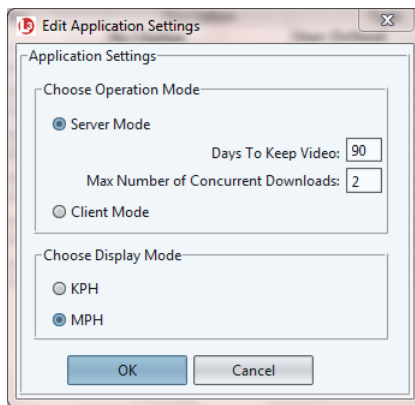 L3 Edit Application Settings
Application Settings
Choose Operation Mode
Server Mode
Days To Keep Video: 90
Max Number of Concurrent Downloads: 2
Client Mode
Choose Display Mode
KPH
MPH
OK Cancel